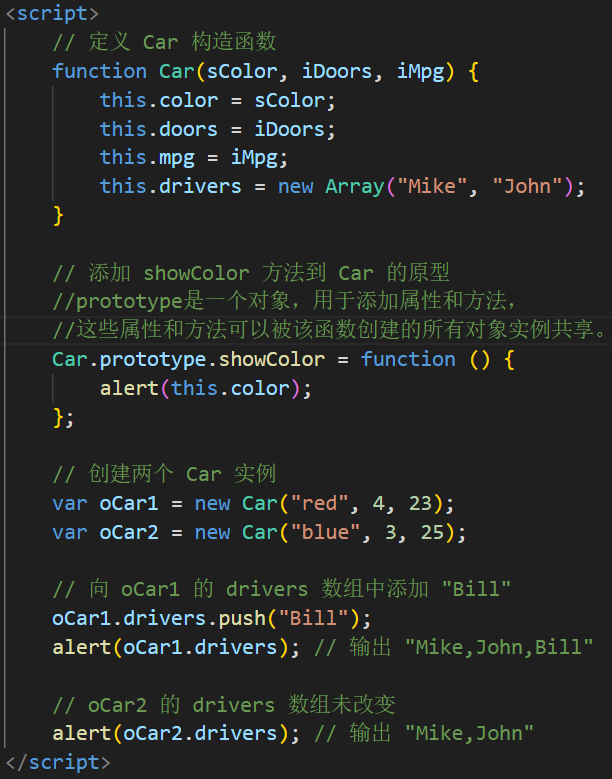 <script>
// 定义 Car 构造函数
function Car(sColor, iDoors, iMpg) {
this.color = sColor;
this.doors = iDoors;
this.mpg = iMpg;
this.drivers = new Array("Mike", "John");
}
// 添加 showColor 方法到 Car 的原型
//prototype是一个对象，用于添加属性和方法，
//这些属性和方法可以被该函数创建的所有对象实例共享。
Car.prototype.showColor = function () {
alert(this.color);
};
// 创建两个 Car 实例
var oCar1 = new Car("red", 4, 23);
var oCar2 = new Car("blue", 3, 25);
// 向 oCar1 的 drivers 数组中添加 "Bill"
oCar1.drivers.push("Bill");
alert(oCar1.drivers); // 输出 "Mike,John,Bill"
// oCar2 的 drivers 数组未改变
alert(oCar2.drivers); // 输出 "Mike,John"
</script>